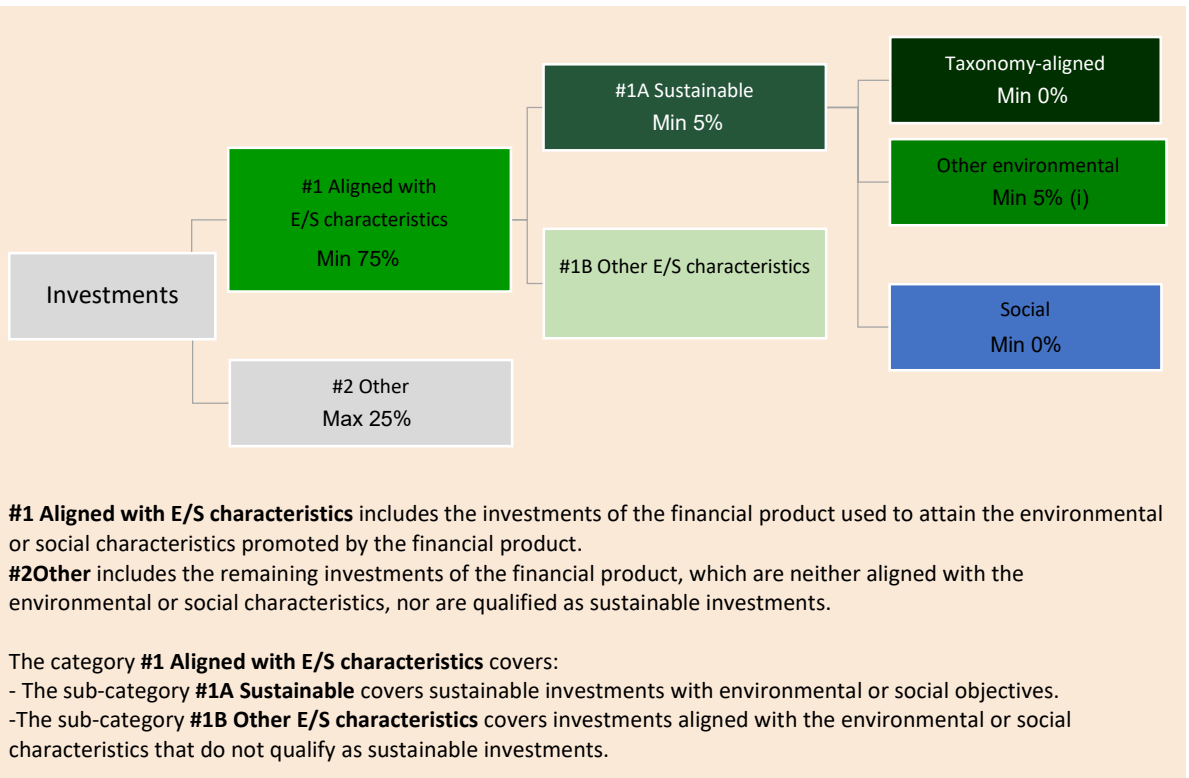 Investments
#1 Aligned with
E/S characteristics
Min 75%
#2 Other
Max 25%
#1A Sustainable
Min 5%
#1B Other E/S characteristics
Taxonomy-aligned
Min 0%
Other environmental
Min 5% (i)
Social
Min 0%
#1 Aligned with E/S characteristics includes the investments of the financial product used to attain the environmental
or social characteristics promoted by the financial product.
#2Other includes the remaining investments of the financial product, which are neither aligned with the
environmental or social characteristics, nor are qualified as sustainable investments.
The category #1 Aligned with E/S characteristics covers:
- The sub-category #1A Sustainable covers sustainable investments with environmental or social objectives.
-The sub-category #1B Other E/S characteristics covers investments aligned with the environmental or social
characteristics that do not qualify as sustainable investments.